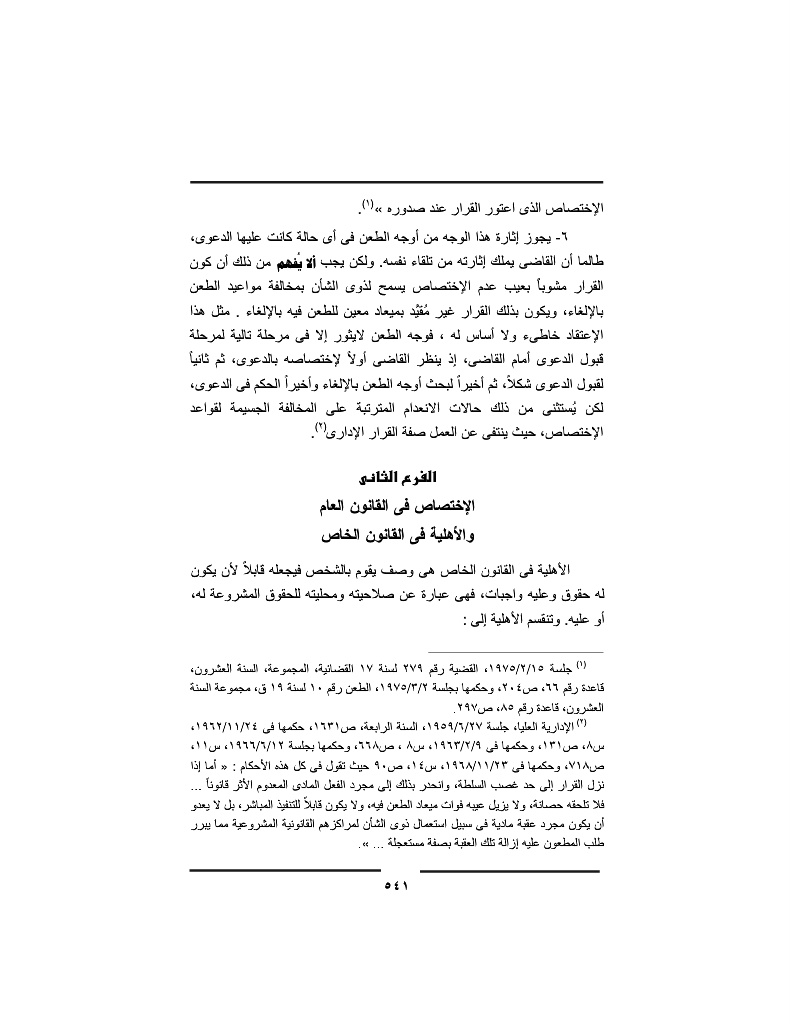 الإختصاص الذى اعتور القرار عند صدوره »(١).
٦- يجوز إثارة هذا الوجه من أوجه الطعن فى أى حالة كانت عليها الدعوى،
طالما أن القاضى يملك إثارته من تلقاء نفسه. ولكن يجب ألا يُفهم من ذلك أن كون
القرار مشوباً بعيب عدم الإختصاص يسمح لذوى الشأن بمخالفة مواعيد الطعن
بالإلغاء، ويكون بذلك القرار غير مُقيَّد بميعاد معين للطعن فيه بالإلغاء . مثل هذا
الإعتقاد خاطىء ولا أساس له ، فوجه الطعن لايثور إلا فى مرحلة تالية لمرحلة
قبول الدعوى أمام القاضى، إذ ينظر القاضى أولاً لإختصاصه بالدعوى، ثم ثانياً
لقبول الدعوى شكلاً، ثم أخيراً لبحث أوجه الطعن بالإلغاء وأخيراً الحكم فى الدعوى،
لكن يُستثنى من ذلك حالات الانعدام المترتبة على المخالفة الجسيمة لقواعد
الإختصاص، حيث ينتفى عن العمل صفة القرار الإدارى(٢).
الفرع الثانى
الإختصاص فى القانون العام
والأهلية فى القانون الخاص
الأهلية فى القانون الخاص هى وصف يقوم بالشخص فيجعله قابلاً لأن يكون
له حقوق وعليه واجبات، فهى عبارة عن صلاحيته ومحليته للحقوق المشروعة له،
أو عليه. وتنقسم الأهلية إلى :
(١) جلسة ١٩٧٥/٢/١٥، القضية رقم ٢٧٩ لسنة ١٧ القضائية، المجموعة، السنة العشرون،
قاعدة رقم ٦٦، ص٢٠٤، وحكمها بجلسة ١٩٧٥/٣/٢، الطعن رقم ١٠ لسنة ١٩ ق، مجموعة السنة
العشرون، قاعدة رقم ٨٥، ص٢٩٧.
(٢) الإدارية العليا، جلسة ١٩٥٩/٦/٢٧، السنة الرابعة، ص١٦٣١، حكمها فى ١٩٦٢/١١/٢٤،
س٨، ص١٣١، وحكمها فى ١٩٦٣/٢/٩، س٨ ، ص٦٦٨، وحكمها بجلسة ١٩٦٦/٦/١٢، س١١،
ص٧١٨، وحكمها فى ١٩٦٨/١١/٢٣، س١٤، ص٩٠ حيث تقول فى كل هذه الأحكام : « أما إذا
نزل القرار إلى حد غصب السلطة، وانحدر بذلك إلى مجرد الفعل المادى المعدوم الأثر قانوناً ...
فلا تلحقه حصانة، ولا يزيل عيبه فوات ميعاد الطعن فيه، ولا يكون قابلاً للتنفيذ المباشر، بل لا يعدو
أن يكون مجرد عقبة مادية فى سبيل استعمال ذوى الشأن لمراكزهم القانونية المشروعية مما يبرر
طلب المطعون عليه إزالة تلك العقبة بصفة مستعجلة ... ».
٥٤١